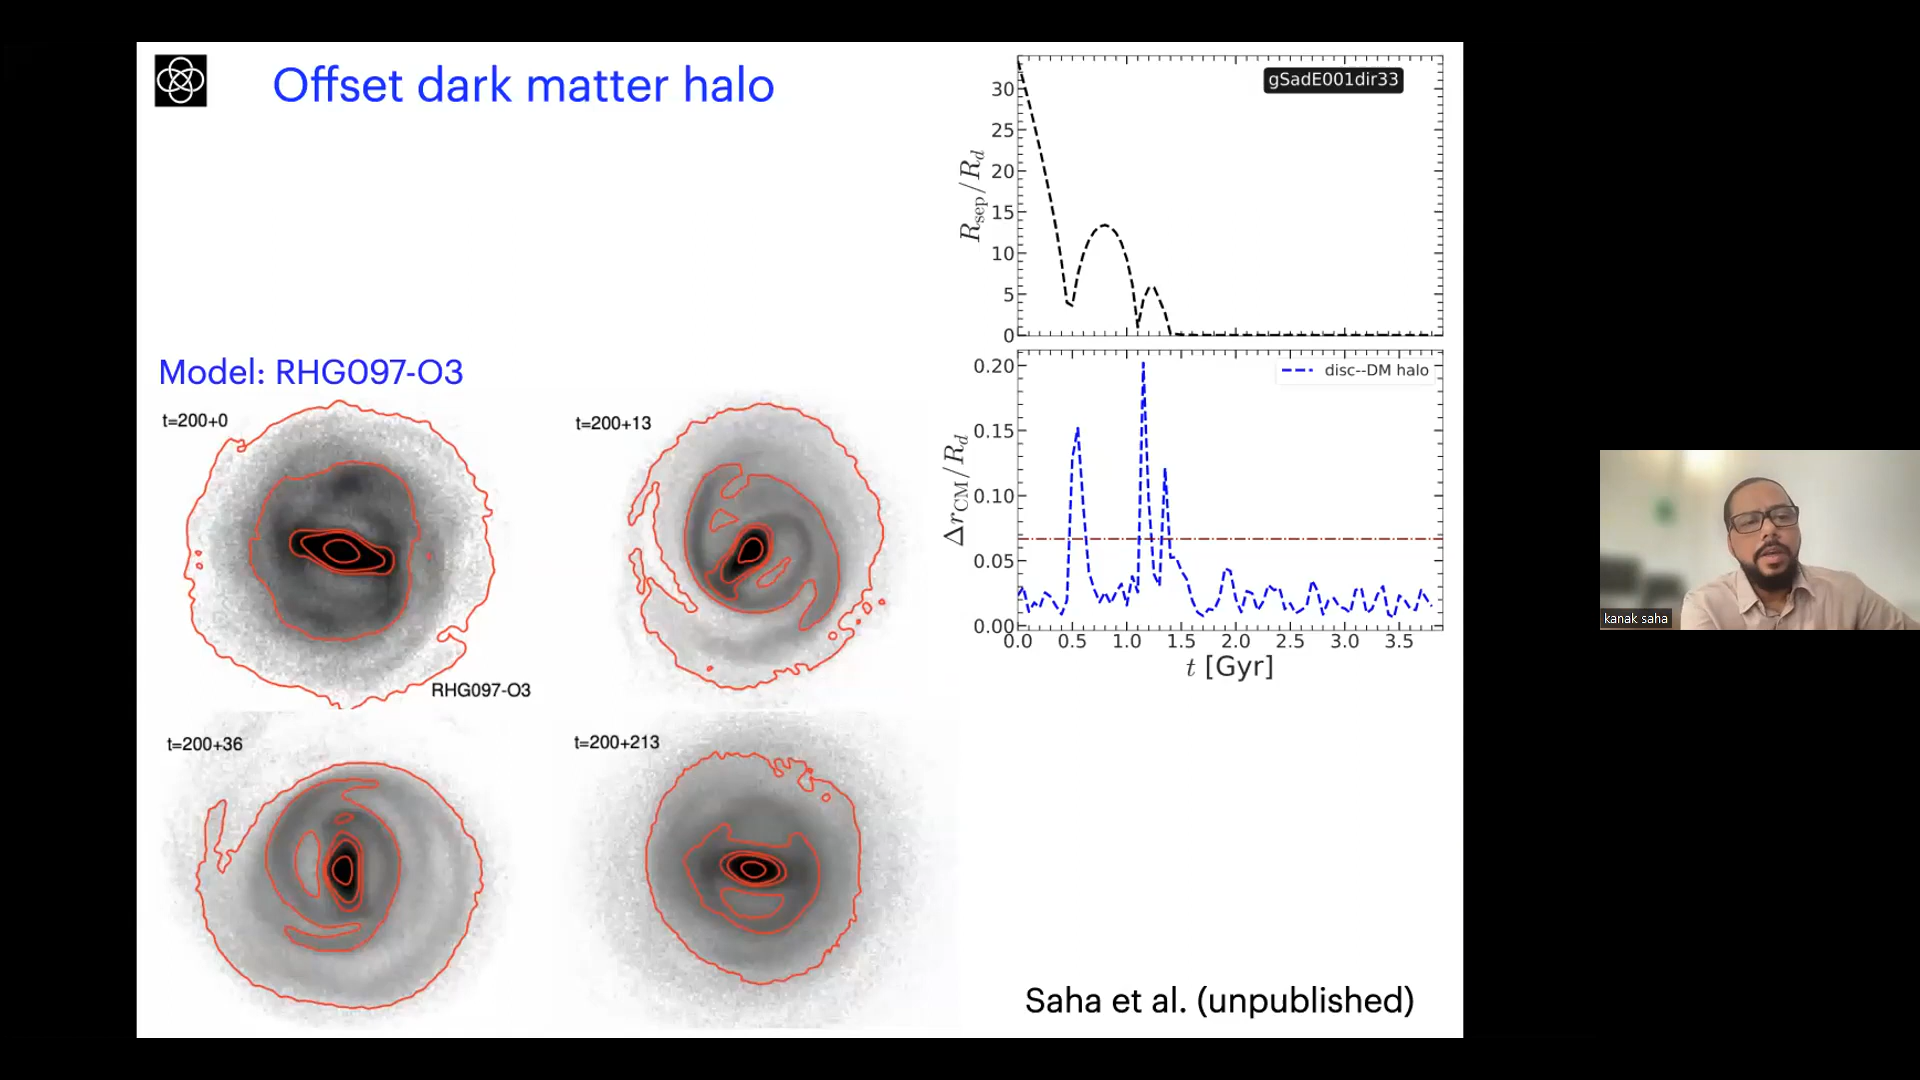 Offset dark matter halo
Model: RHG097-O3
t=200+0
t=200+13
RHG097-O3
t=200+36
t=200+213
gSadE001dir33
R_sep/R_d
30
25
20
15
10
5
0
disc--DM halo
Δr_CM/R_d
0.20
0.15
0.10
0.05
0.00
0.0 0.5 1.0 1.5 2.0 2.5 3.0 3.5
t [Gyr]
Saha et al. (unpublished)
kanak saha